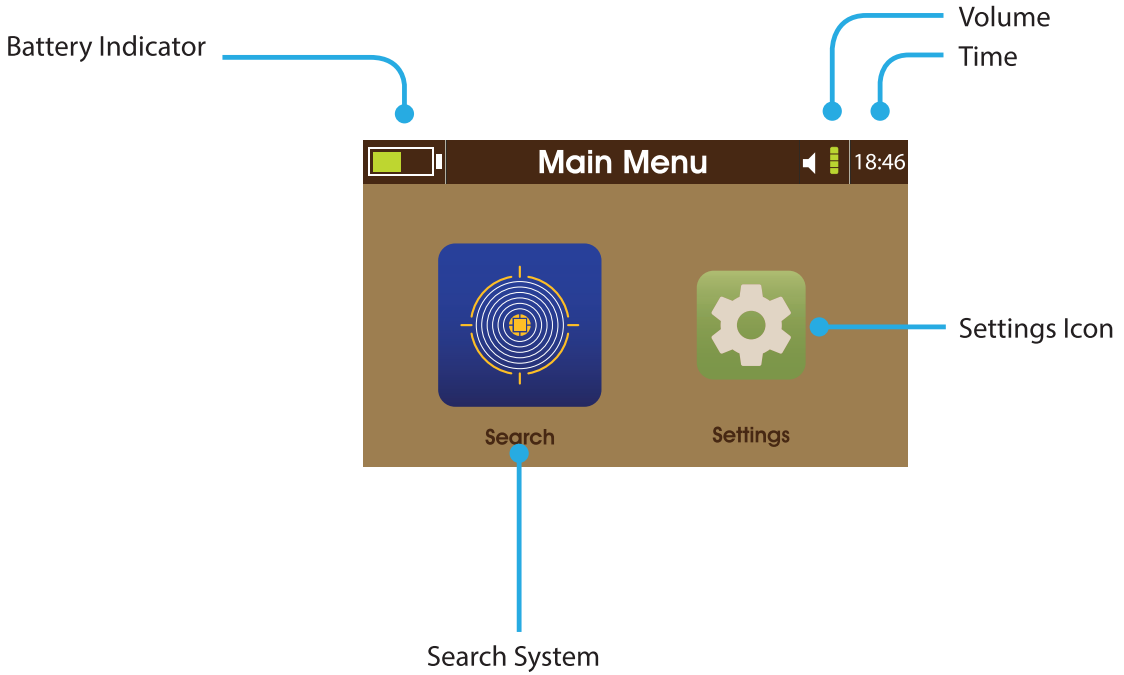 Volume
Battery Indicator
Time
Main Menu
18:46
Settings Icon
Search
Settings
Search System